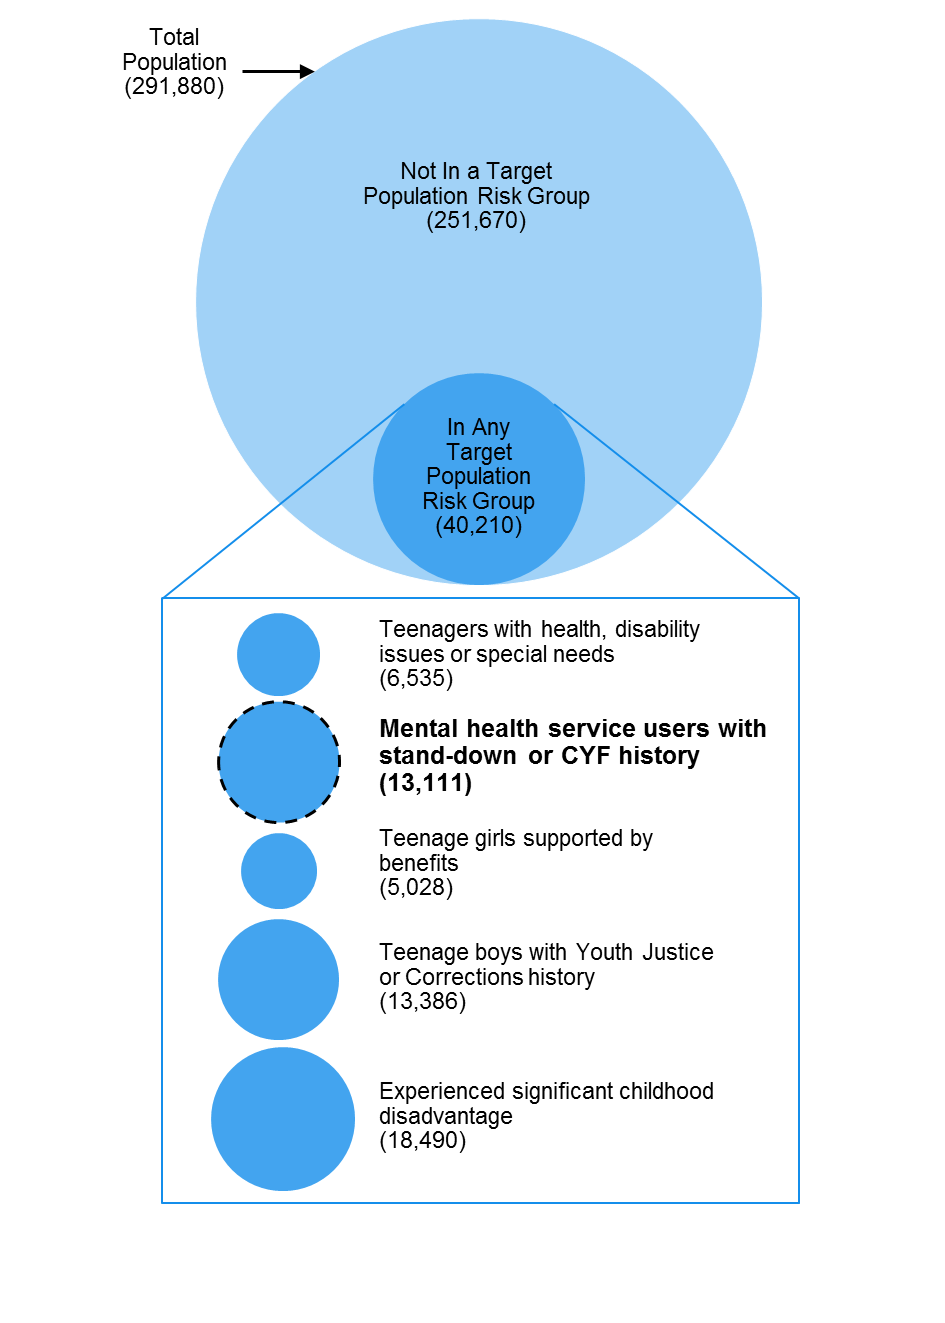 Total
Population
(291,880)
Not In a Target
Population Risk Group
(251,670)
In Any
Target
Population
Risk Group
(40,210)
Teenagers with health, disability
issues or special needs
(6,535)
Mental health service users with
stand-down or CYF history
(13,111)
Teenage girls supported by
benefits
(5,028)
Teenage boys with Youth Justice
or Corrections history
(13,386)
Experienced significant childhood
disadvantage
(18,490)